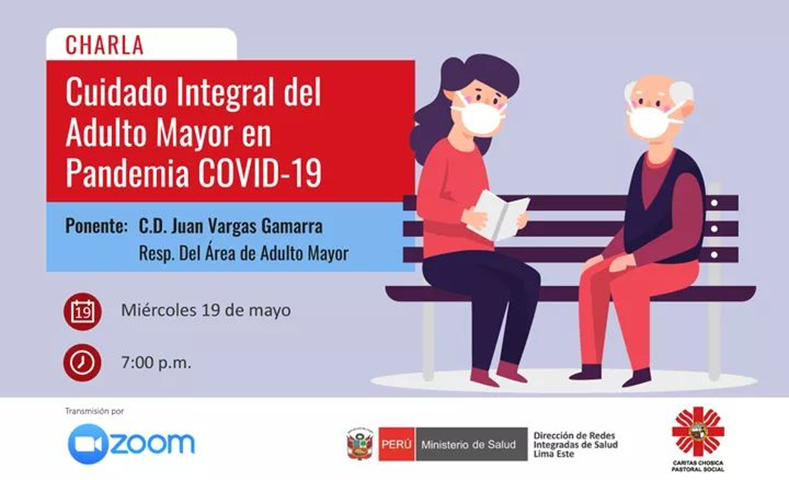 CHARLA
Cuidado Integral del
Adulto Mayor en
Pandemia COVID-19
Ponente: C.D. Juan Vargas Gamarra
Resp. Del Área de Adulto Mayor
19
Miércoles 19 de mayo
7:00 p.m.
Transmisión por
zoom
PERÚ
Ministerio de Salud
Dirección de Redes
Integradas de Salud
Lima Este
CARITAS CHOSICA
PASTORAL SOCIAL